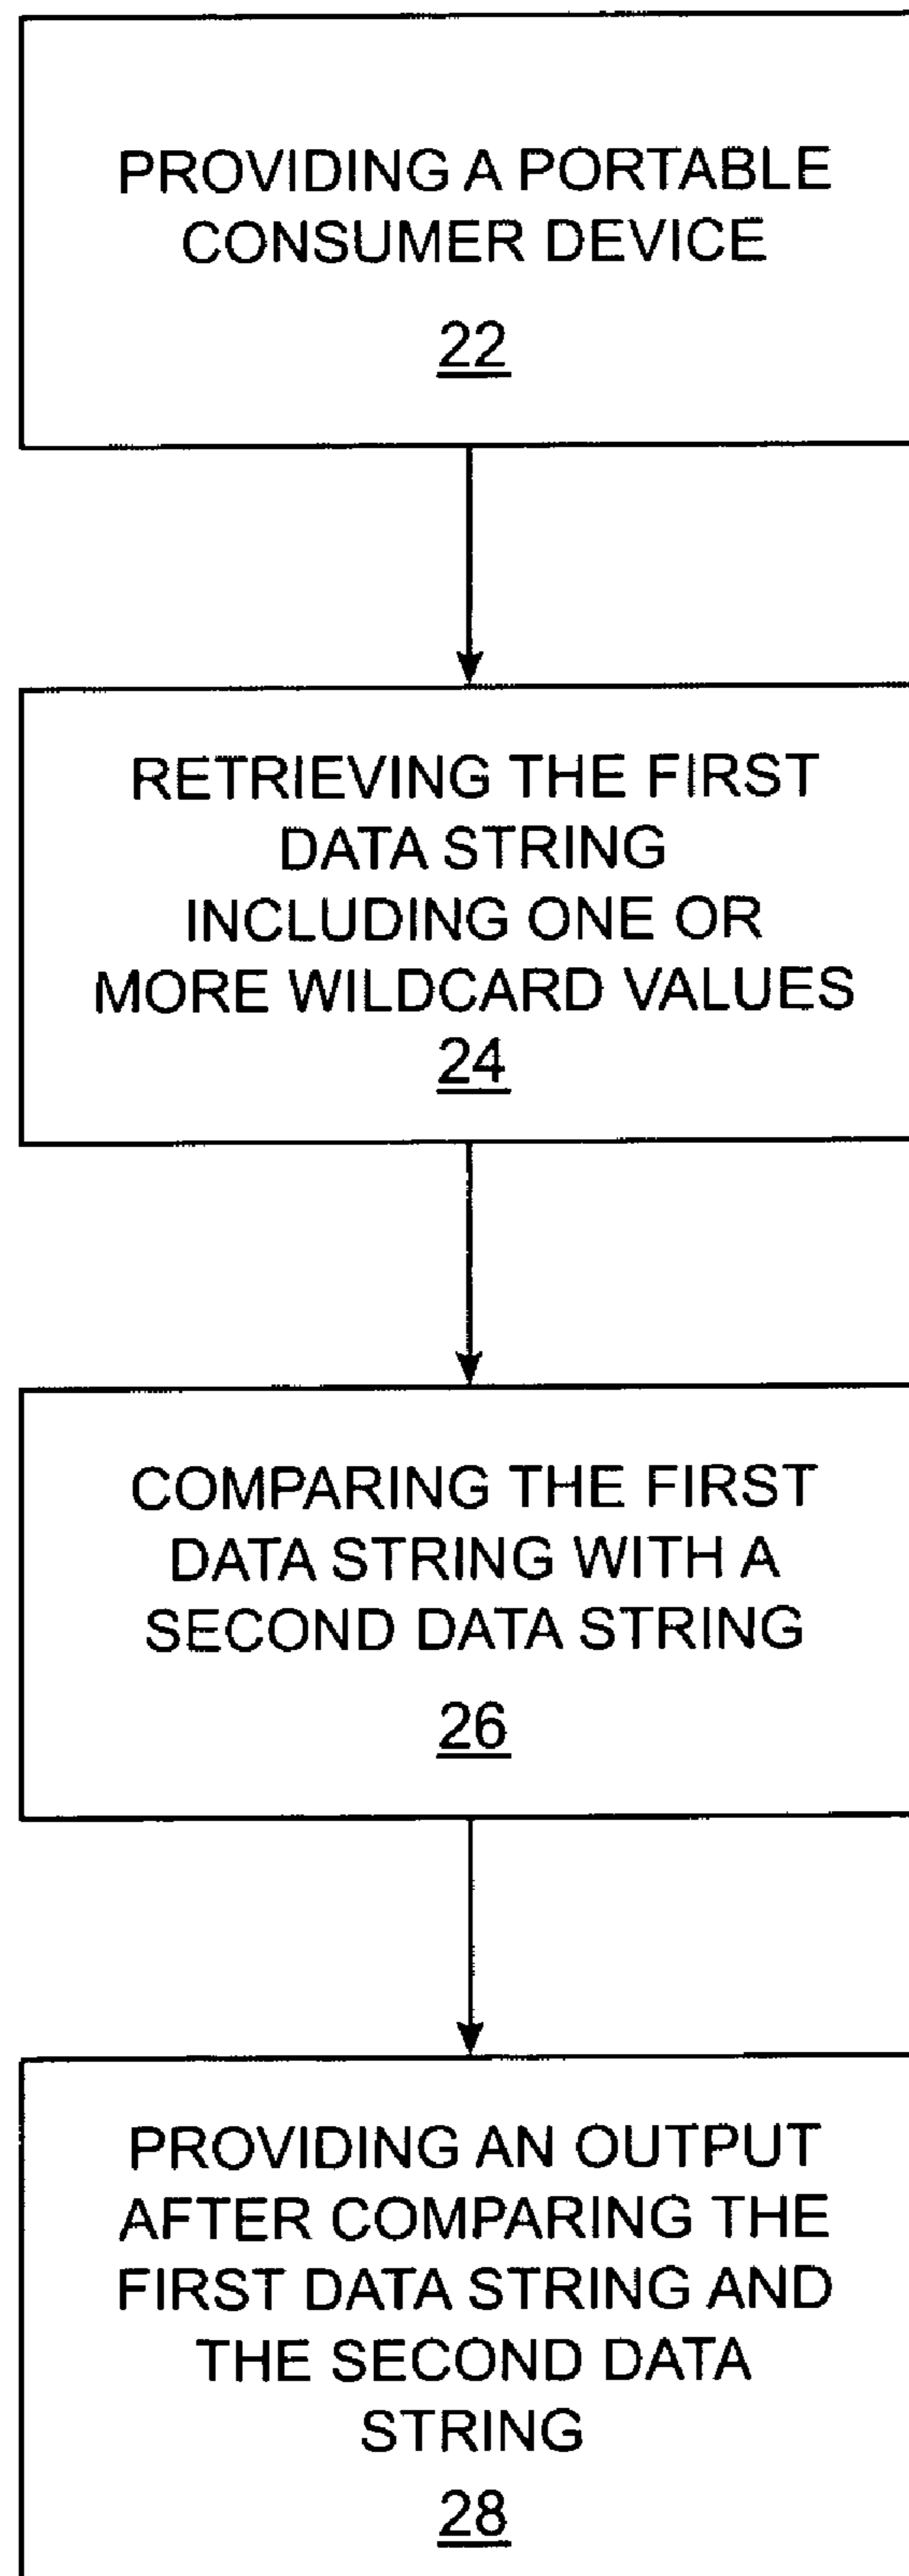 PROVIDING A PORTABLE
CONSUMER DEVICE
22
RETRIEVING THE FIRST
DATA STRING
INCLUDING ONE OR
MORE WILDCARD VALUES
24
COMPARING THE FIRST
DATA STRING WITH A
SECOND DATA STRING
26
PROVIDING AN OUTPUT
AFTER COMPARING THE
FIRST DATA STRING AND
THE SECOND DATA
STRING
28